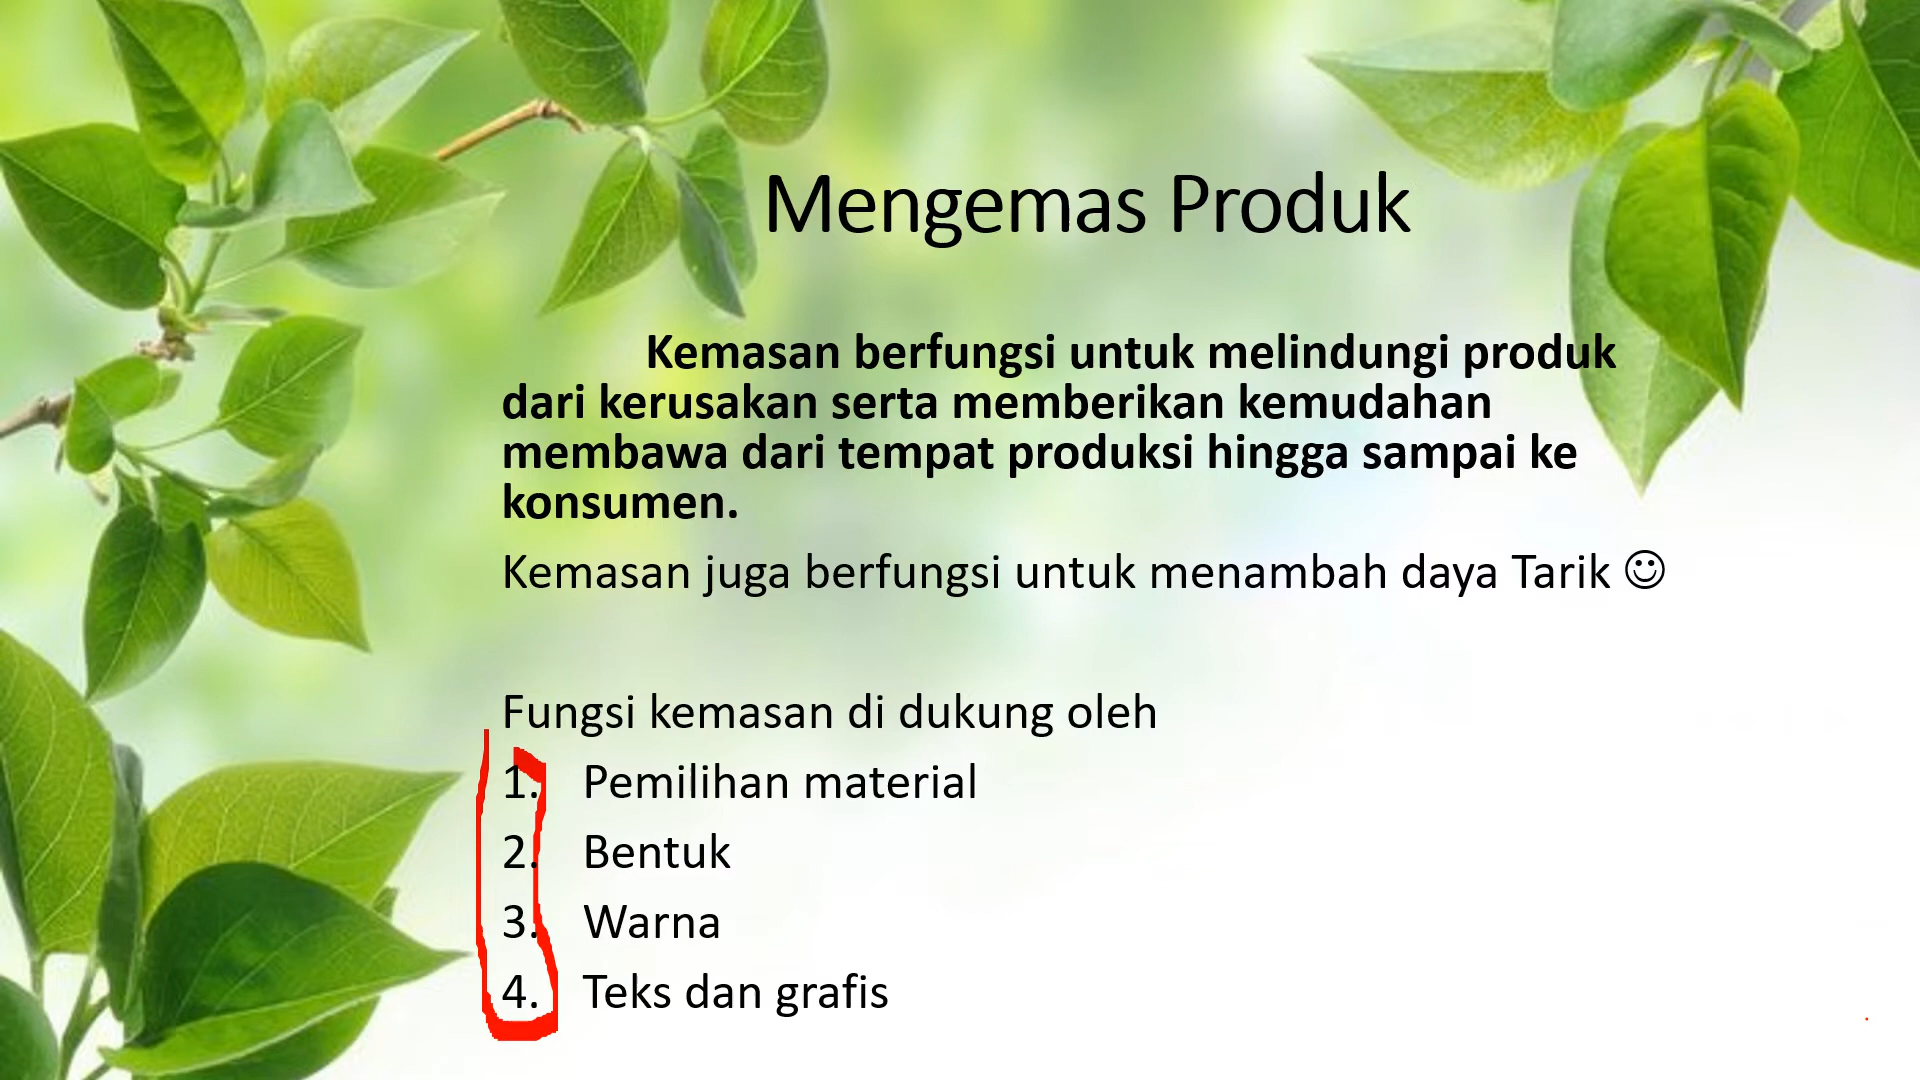 Mengemas Produk
Kemasan berfungsi untuk melindungi produk
dari kerusakan serta memberikan kemudahan
membawa dari tempat produksi hingga sampai ke
konsumen.
Kemasan juga berfungsi untuk menambah daya Tarik ☺
Fungsi kemasan di dukung oleh
1. Pemilihan material
2. Bentuk
3. Warna
4. Teks dan grafis